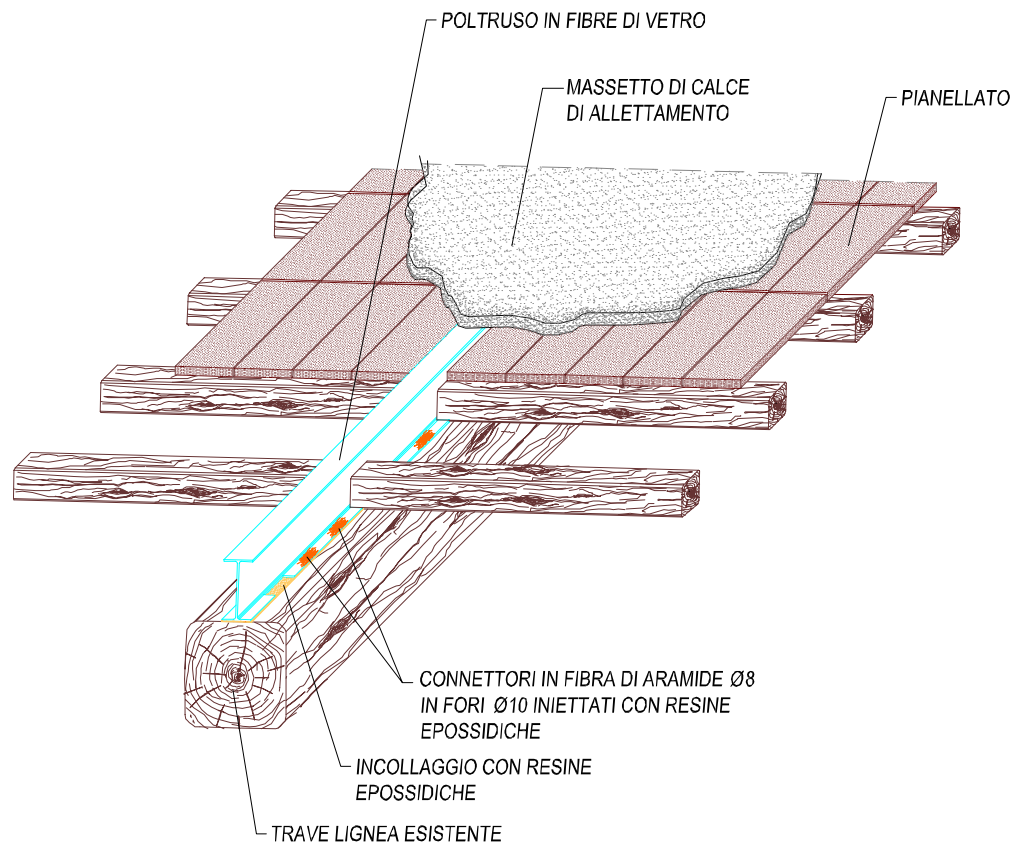 POLTRUSO IN FIBRE DI VETRO
MASSETTO DI CALCE
DI ALLETTAMENTO
PIANELLATO
CONNETTORI IN FIBRA DI ARAMIDE Ø8
IN FORI Ø10 INIETTATI CON RESINE
EPOSSIDICHE
INCOLLAGGIO CON RESINE
EPOSSIDICHE
TRAVE LIGNEA ESISTENTE